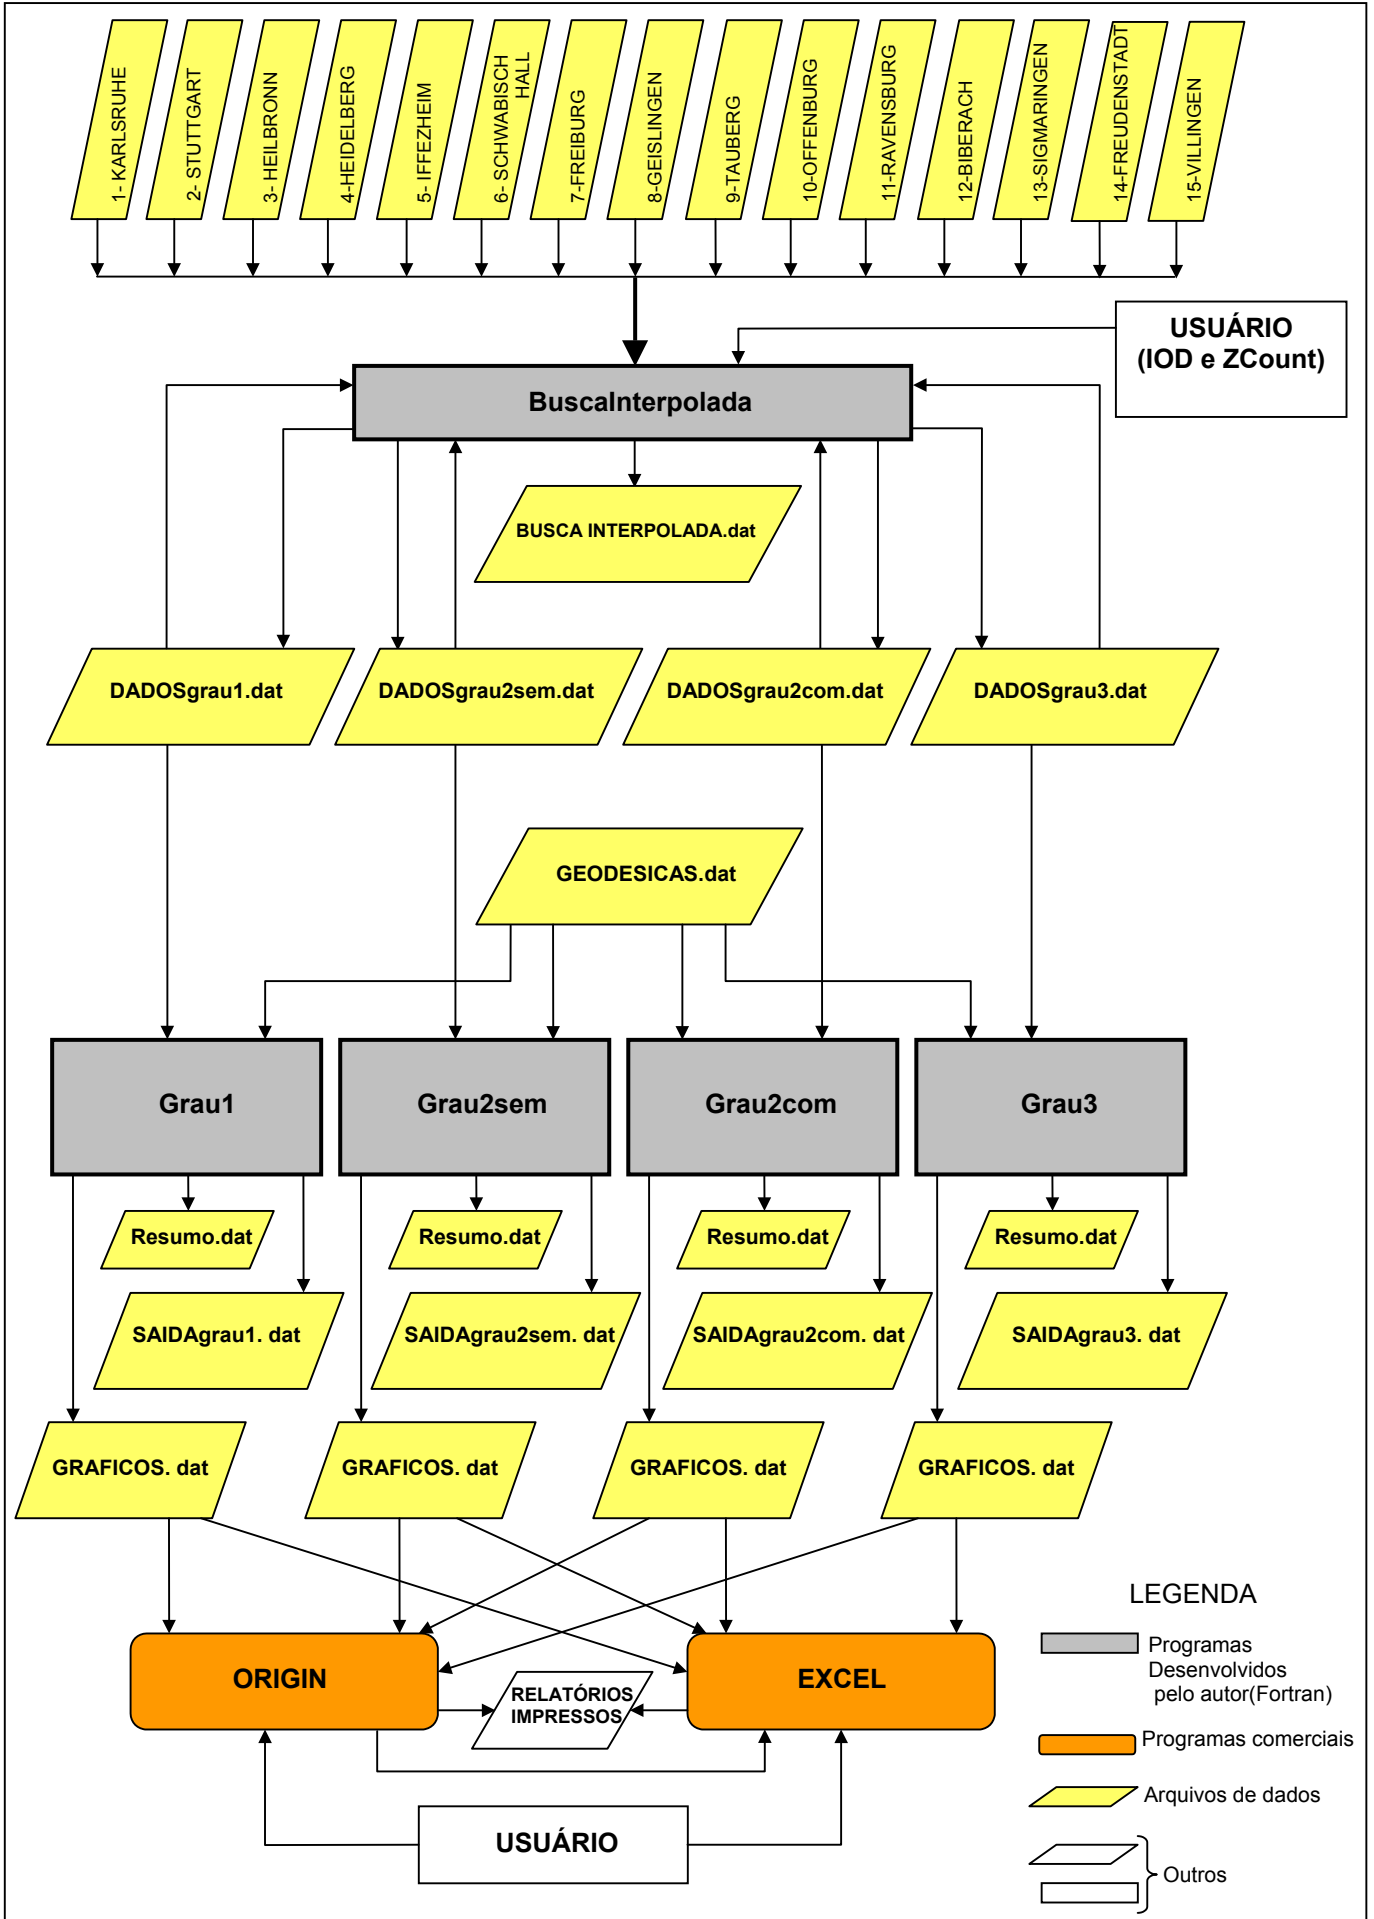 1- KARLSRUHE
2- STUTTGART
3- HEILBRONN
4-HEIDELBERG
5- IFFEZHEIM
6- SCHWABISCH
HALL
7-FREIBURG
8-GEISLINGEN
9-TAUBERG
10-OFFENBURG
11-RAVENSBURG
12-BIBERACH
13-SIGMARINGEN
14-FREUDENSTADT
15-VILLINGEN
USUÁRIO
(IOD e ZCount)
BuscaInterpolada
BUSCA INTERPOLADA.dat
DADOSgrau1.dat
DADOSgrau2sem.dat
DADOSgrau2com.dat
DADOSgrau3.dat
GEODESICAS.dat
Grau1
Grau2sem
Grau2com
Grau3
Resumo.dat
Resumo.dat
Resumo.dat
Resumo.dat
SAIDAgrau1. dat
SAIDAgrau2sem. dat
SAIDAgrau2com. dat
SAIDAgrau3. dat
GRAFICOS. dat
GRAFICOS. dat
GRAFICOS. dat
GRAFICOS. dat
ORIGIN
RELATÓRIOS
IMPRESSOS
EXCEL
USUÁRIO
LEGENDA
Programas
Desenvolvidos
pelo autor(Fortran)
Programas comerciais
Arquivos de dados
Outros